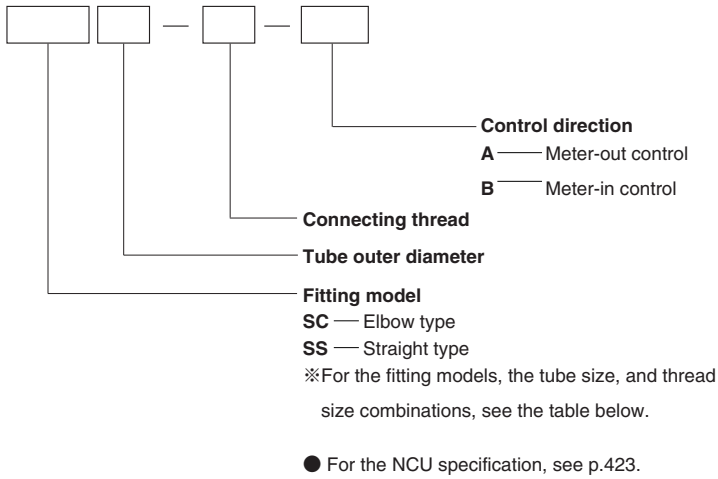 Control direction
A Meter-out control
B Meter-in control
Connecting thread
Tube outer diameter
Fitting model
SC Elbow type
SS Straight type
※For the fitting models, the tube size, and thread
size combinations, see the table below.
● For the NCU specification, see p.423.